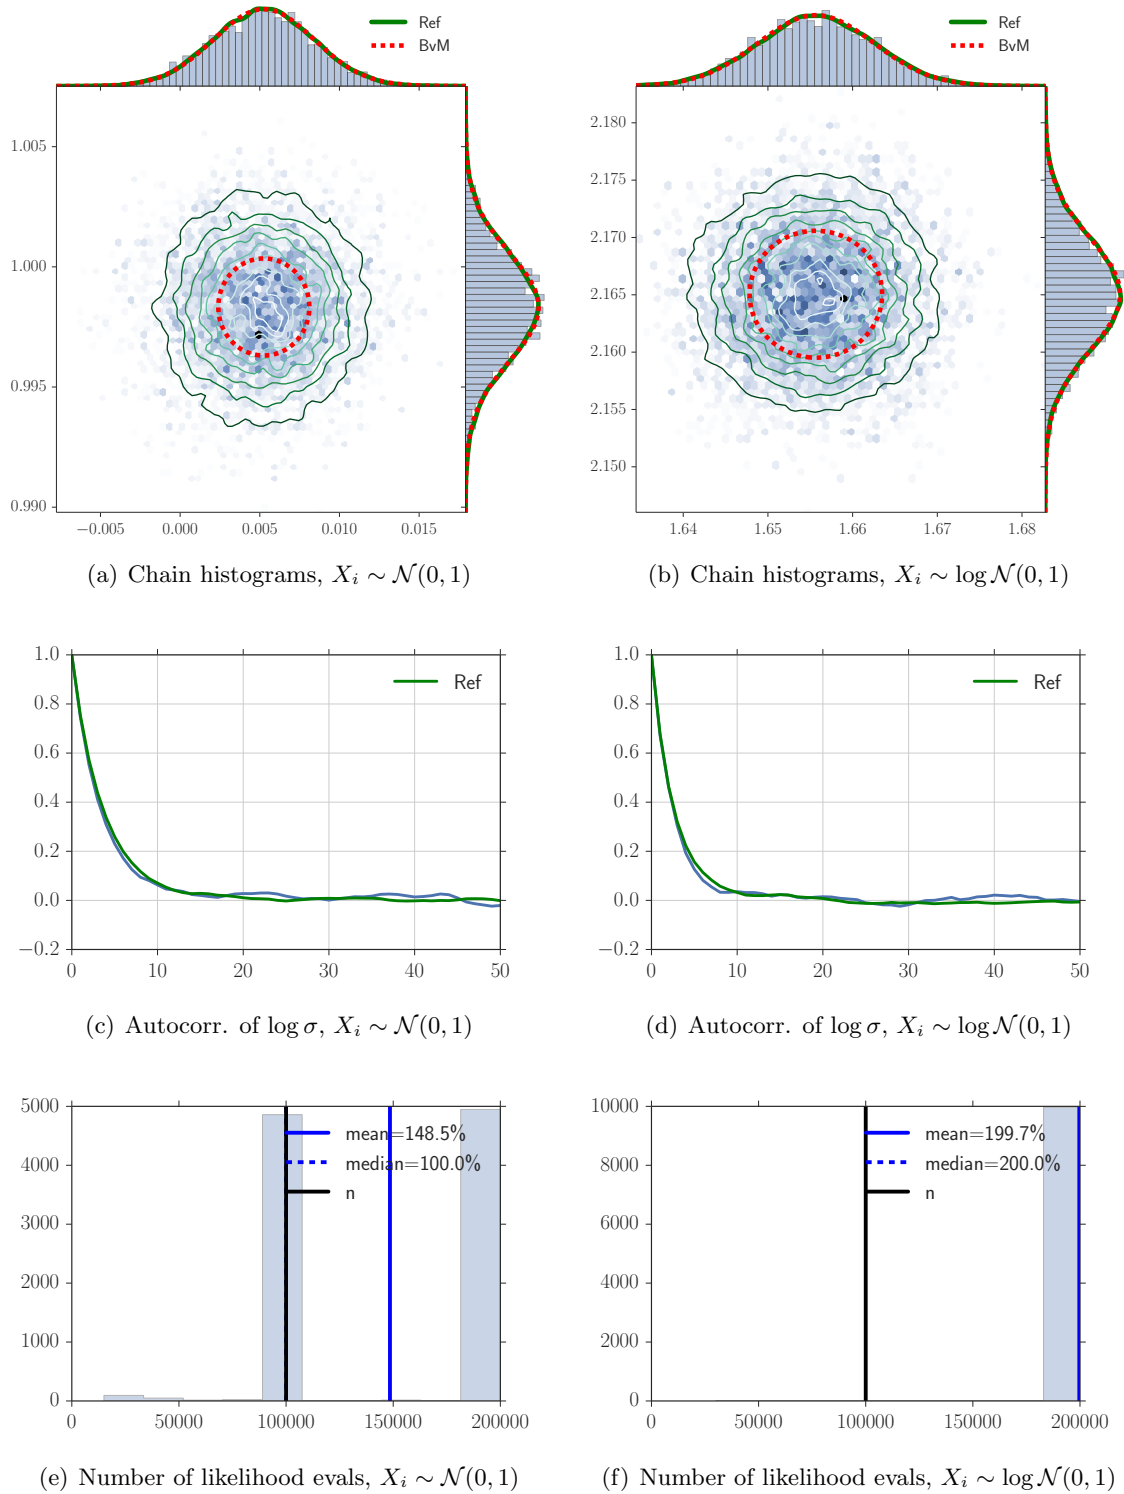 Ref
BvM
1.005
1.000
0.995
0.990
−0.005 0.000 0.005 0.010 0.015
(a) Chain histograms, X_i ∼ N(0, 1)
Ref
BvM
2.180
2.175
2.170
2.165
2.160
2.155
2.150
1.64 1.65 1.66 1.67 1.68
(b) Chain histograms, X_i ∼ log N(0, 1)
Ref
1.0
0.8
0.6
0.4
0.2
0.0
−0.2
0 10 20 30 40 50
(c) Autocorr. of log σ, X_i ∼ N(0, 1)
Ref
1.0
0.8
0.6
0.4
0.2
0.0
−0.2
0 10 20 30 40 50
(d) Autocorr. of log σ, X_i ∼ log N(0, 1)
5000
4000
3000
2000
1000
0
mean=148.5%
median=100.0%
n
0 50000 100000 150000 200000
(e) Number of likelihood evals, X_i ∼ N(0, 1)
10000
8000
6000
4000
2000
0
mean=199.7%
median=200.0%
n
0 50000 100000 150000 200000
(f) Number of likelihood evals, X_i ∼ log N(0, 1)